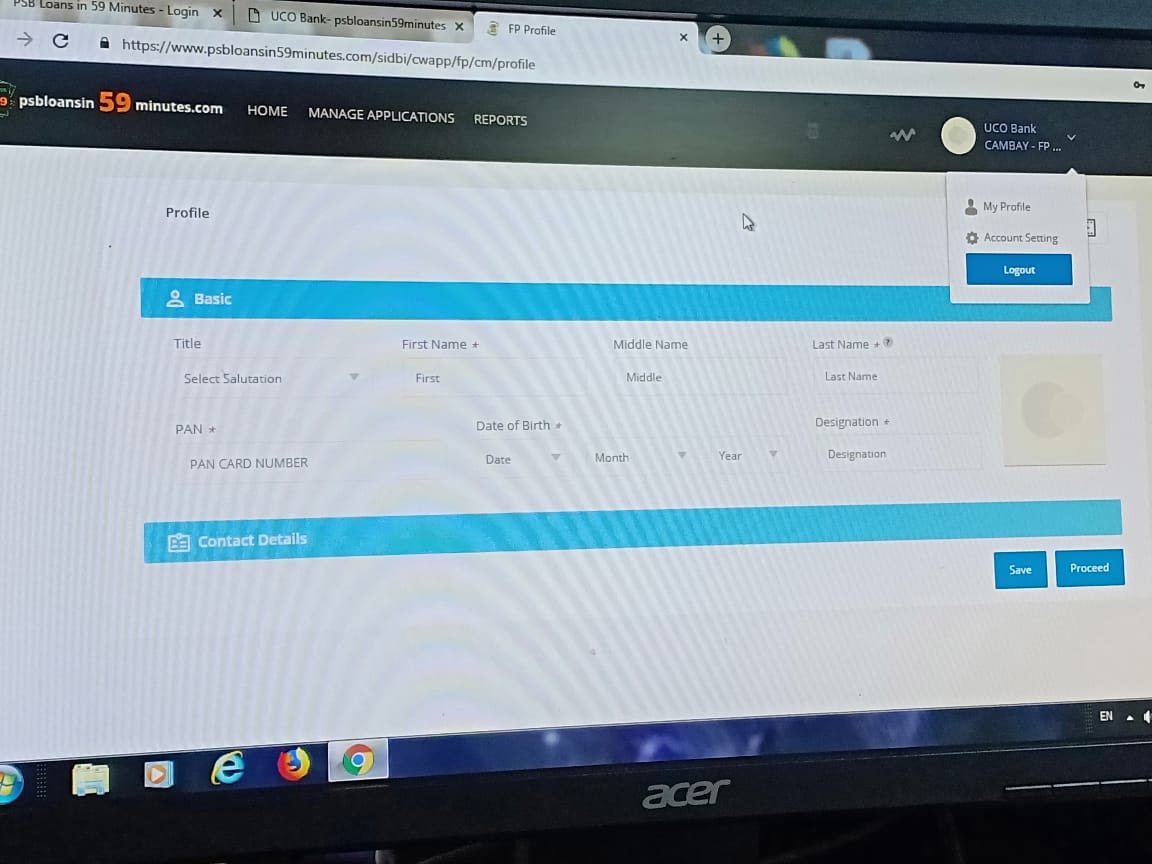 PSB Loans in 59 Minutes - Login
UCO Bank- psbloansin59minutes
FP Profile
https://www.psbloansin59minutes.com/sidbi/cwapp/fp/cm/profile
psbloansin 59 minutes.com
HOME
MANAGE APPLICATIONS
REPORTS
UCO Bank
CAMBAY - FP ...
My Profile
Account Setting
Logout
Profile
Basic
Title
First Name *
Middle Name
Last Name * ?
Select Salutation
First
Middle
Last Name
PAN *
Date of Birth *
Designation *
PAN CARD NUMBER
Date
Month
Year
Designation
Contact Details
Save
Proceed
EN
acer